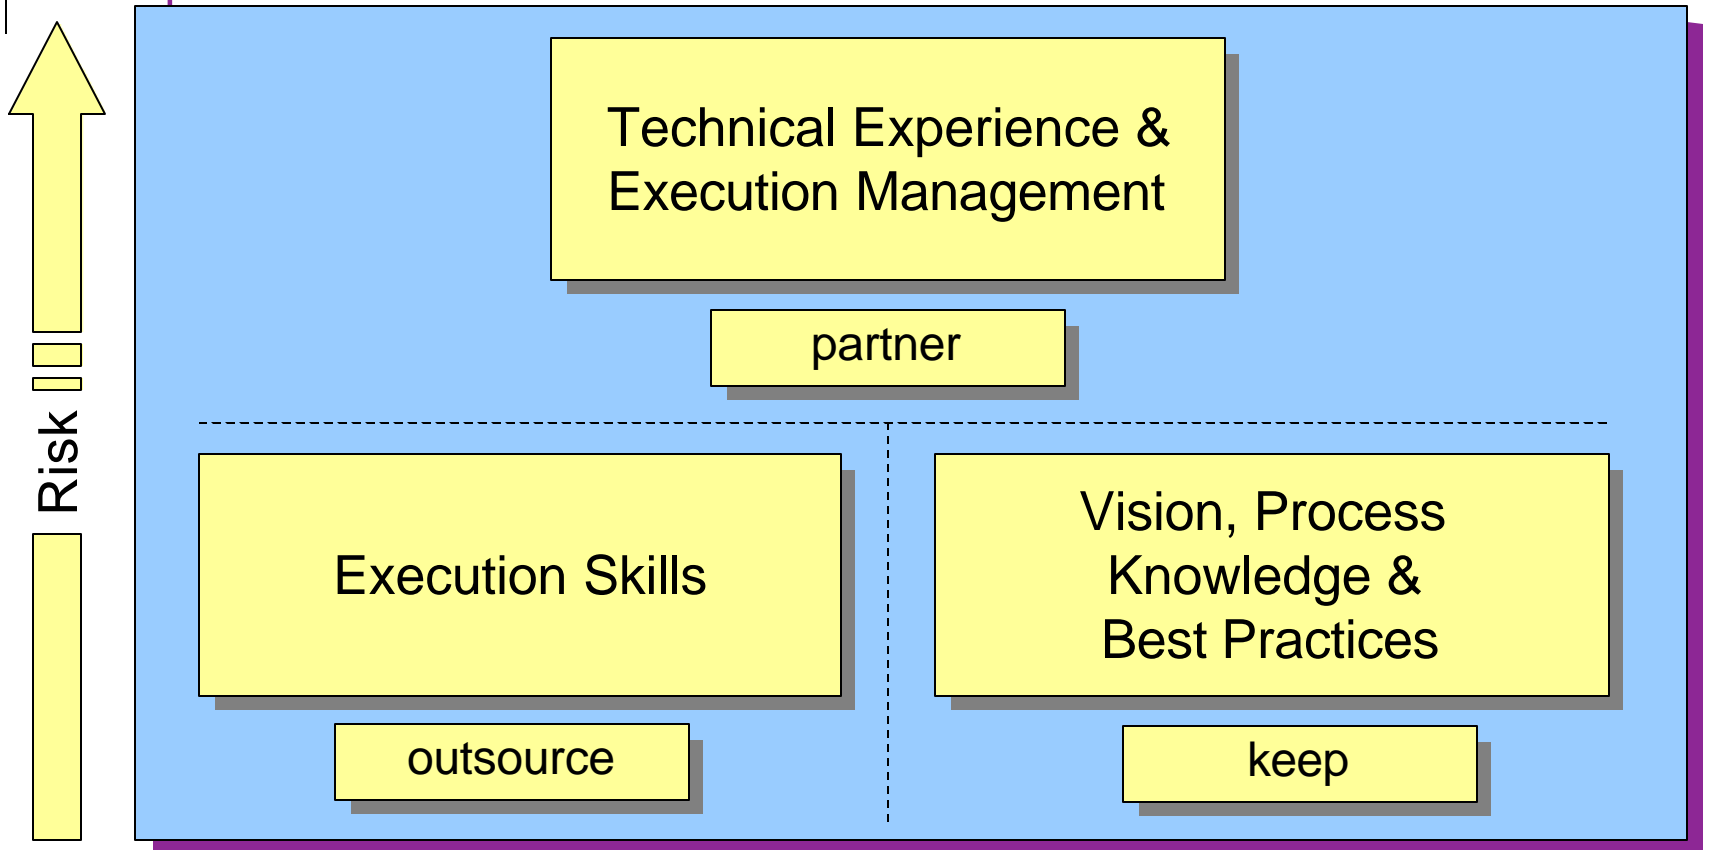 Technical Experience &
Execution Management
partner
Risk
Execution Skills
Vision, Process
Knowledge &
Best Practices
outsource
keep